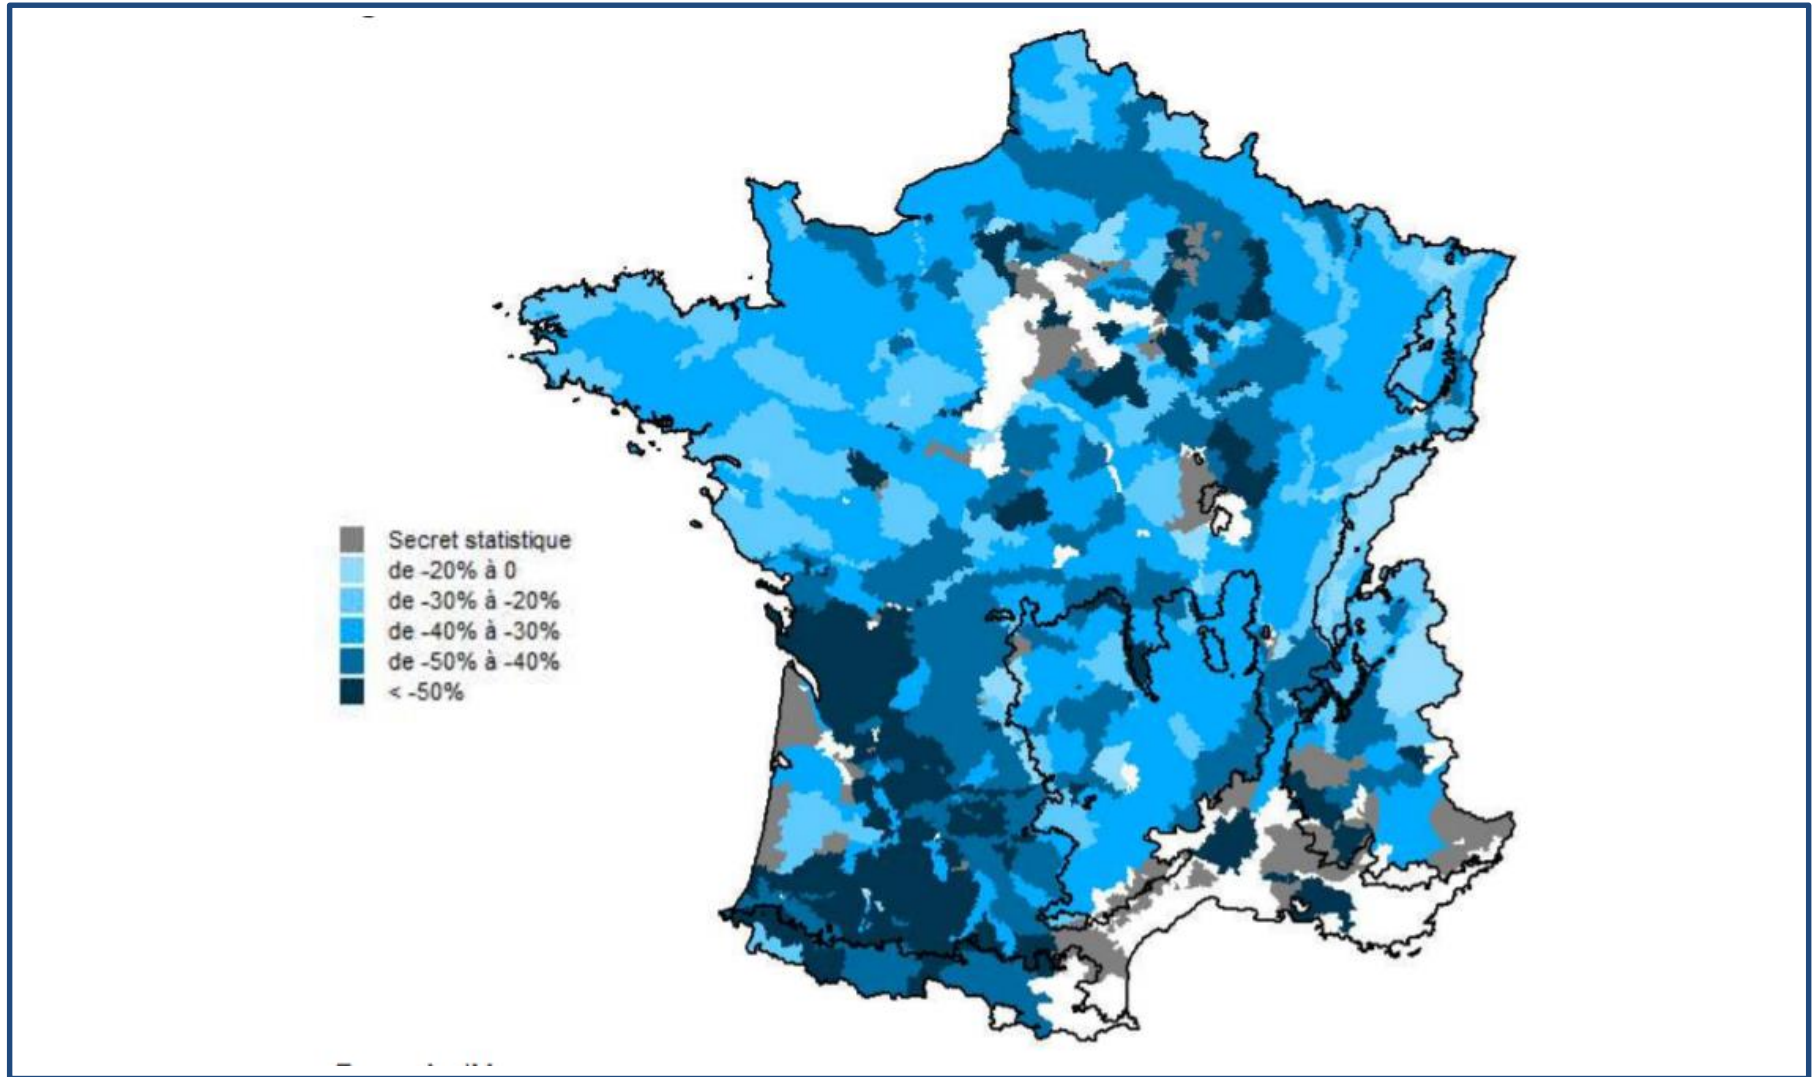 Secret statistique
de -20% à 0
de -30% à -20%
de -40% à -30%
de -50% à -40%
< -50%